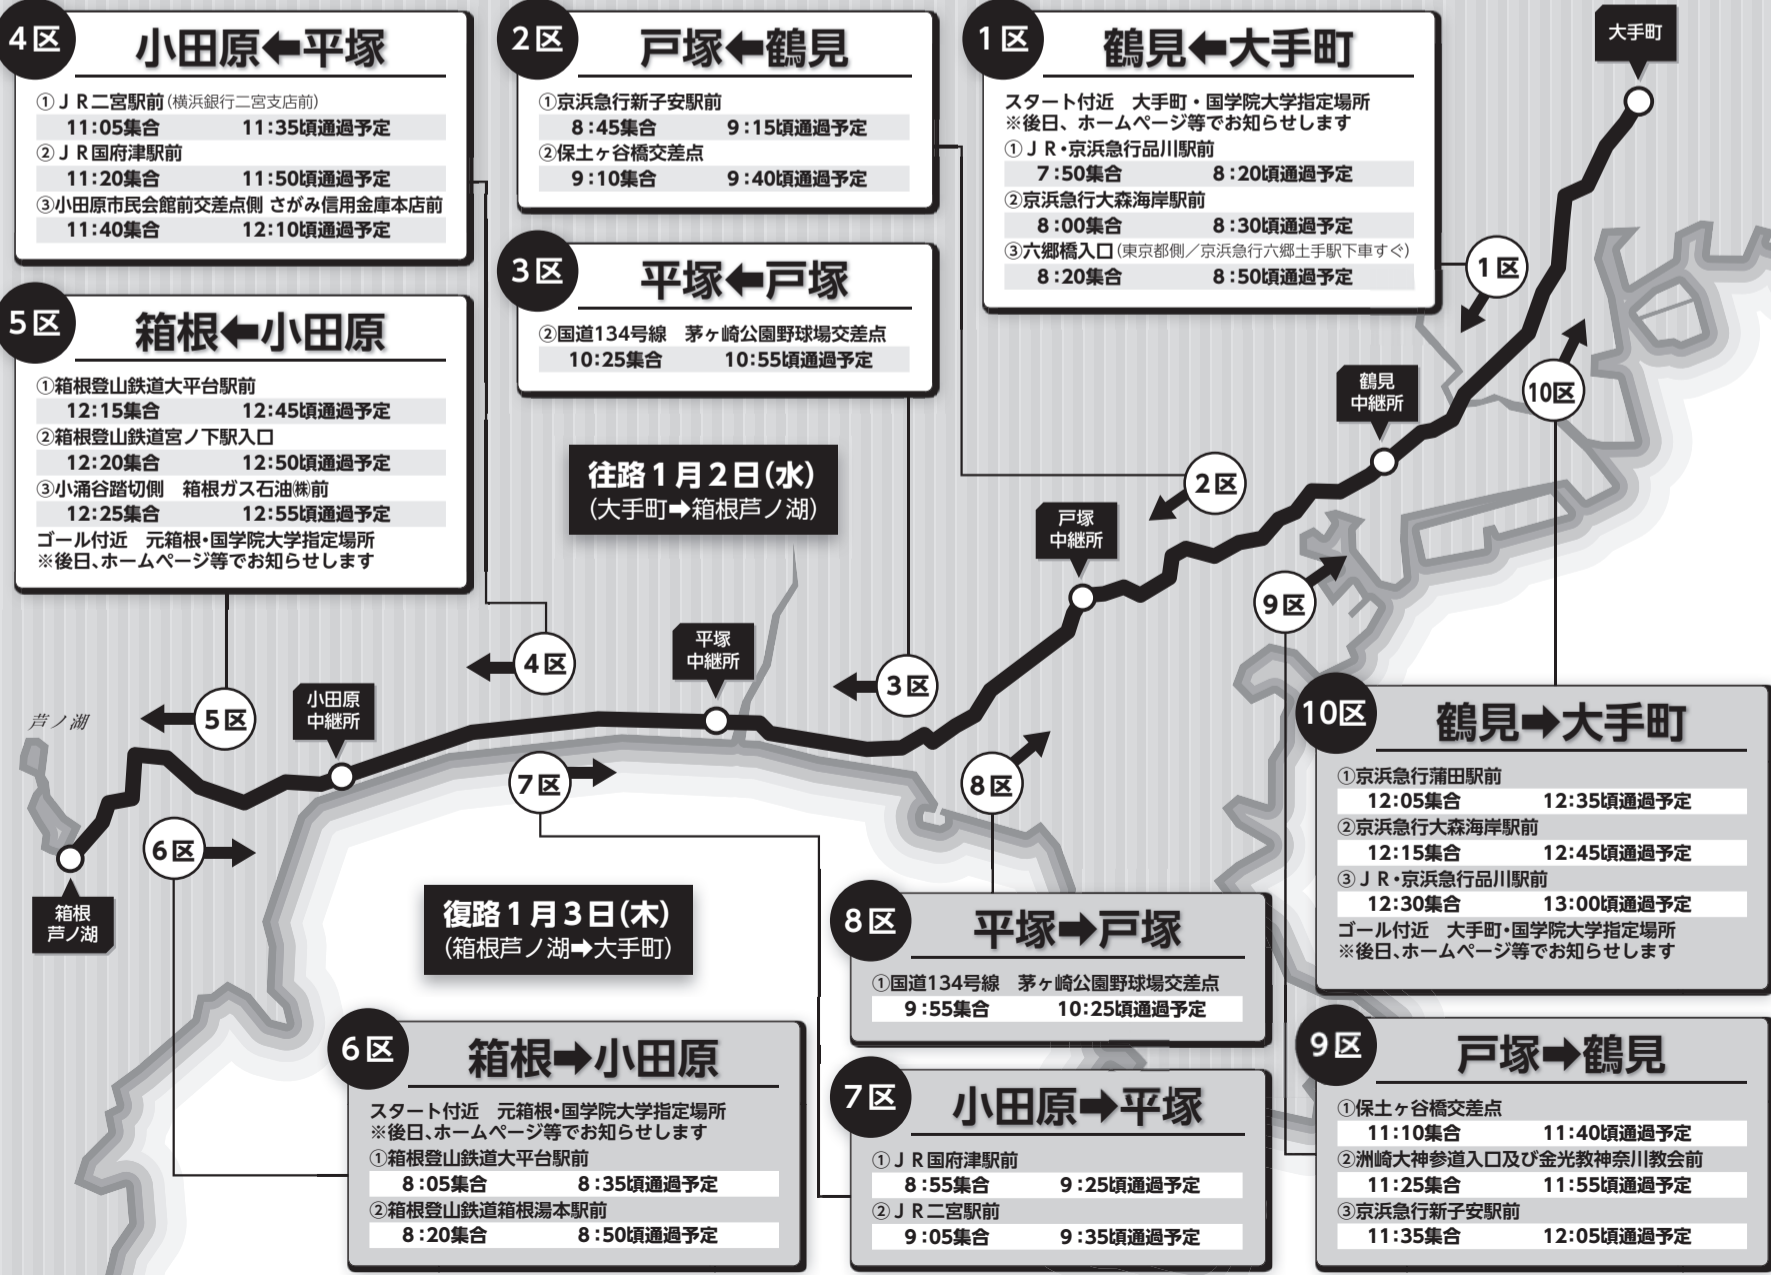 4区
小田原⬅平塚
①ＪＲ二宮駅前(横浜銀行二宮支店前)
11:05集合 11:35頃通過予定
②ＪＲ国府津駅前
11:20集合 11:50頃通過予定
③小田原市民会館前交差点側 さがみ信用金庫本店前
11:40集合 12:10頃通過予定
2区
戸塚⬅鶴見
①京浜急行新子安駅前
8:45集合 9:15頃通過予定
②保土ヶ谷橋交差点
9:10集合 9:40頃通過予定
1区
鶴見⬅大手町
スタート付近　大手町・国学院大学指定場所
※後日、ホームページ等でお知らせします
①ＪＲ・京浜急行品川駅前
7:50集合 8:20頃通過予定
②京浜急行大森海岸駅前
8:00集合 8:30頃通過予定
③六郷橋入口(東京都側／京浜急行六郷土手駅下車すぐ)
8:20集合 8:50頃通過予定
大手町
5区
箱根⬅小田原
①箱根登山鉄道大平台駅前
12:15集合 12:45頃通過予定
②箱根登山鉄道宮ノ下駅入口
12:20集合 12:50頃通過予定
③小涌谷踏切側　箱根ガス石油㈱前
12:25集合 12:55頃通過予定
ゴール付近　元箱根・国学院大学指定場所
※後日、ホームページ等でお知らせします
3区
平塚⬅戸塚
②国道134号線　茅ヶ崎公園野球場交差点
10:25集合 10:55頃通過予定
往路１月２日(水)
(大手町➡箱根芦ノ湖)
1区
10区
鶴見
中継所
2区
戸塚
中継所
9区
平塚
中継所
4区
3区
小田原
中継所
5区
芦ノ湖
7区
8区
6区
箱根
芦ノ湖
復路１月３日(木)
(箱根芦ノ湖➡大手町)
6区
箱根➡小田原
スタート付近　元箱根・国学院大学指定場所
※後日、ホームページ等でお知らせします
①箱根登山鉄道大平台駅前
8:05集合 8:35頃通過予定
②箱根登山鉄道箱根湯本駅前
8:20集合 8:50頃通過予定
8区
平塚➡戸塚
①国道134号線　茅ヶ崎公園野球場交差点
9:55集合 10:25頃通過予定
7区
小田原➡平塚
①ＪＲ国府津駅前
8:55集合 9:25頃通過予定
②ＪＲ二宮駅前
9:05集合 9:35頃通過予定
10区
鶴見➡大手町
①京浜急行蒲田駅前
12:05集合 12:35頃通過予定
②京浜急行大森海岸駅前
12:15集合 12:45頃通過予定
③ＪＲ・京浜急行品川駅前
12:30集合 13:00頃通過予定
ゴール付近　大手町・国学院大学指定場所
※後日、ホームページ等でお知らせします
9区
戸塚➡鶴見
①保土ヶ谷橋交差点
11:10集合 11:40頃通過予定
②洲崎大神参道入口及び金光教神奈川教会前
11:25集合 11:55頃通過予定
③京浜急行新子安駅前
11:35集合 12:05頃通過予定